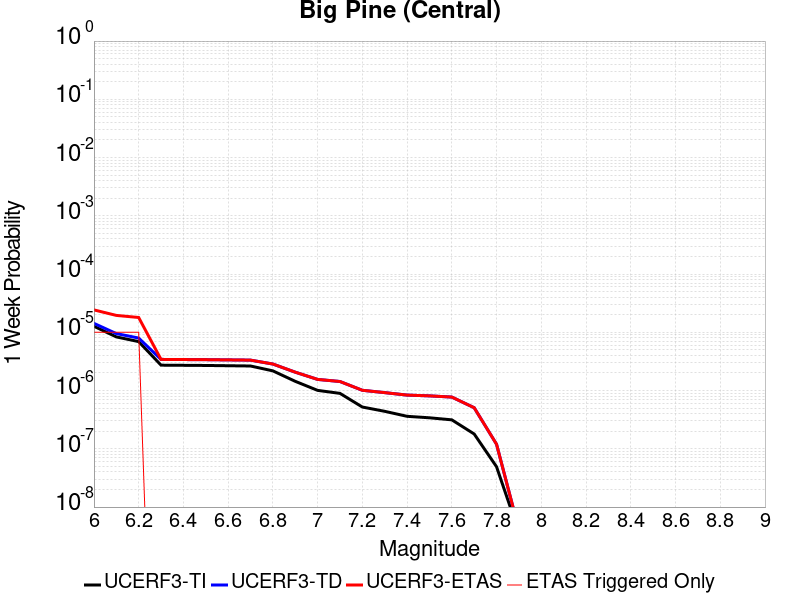 Big Pine (Central)
1 Week Probability
10^0
10^-1
10^-2
10^-3
10^-4
10^-5
10^-6
10^-7
10^-8
6 6.2 6.4 6.6 6.8 7 7.2 7.4 7.6 7.8 8 8.2 8.4 8.6 8.8 9
Magnitude
UCERF3-TI UCERF3-TD UCERF3-ETAS ETAS Triggered Only